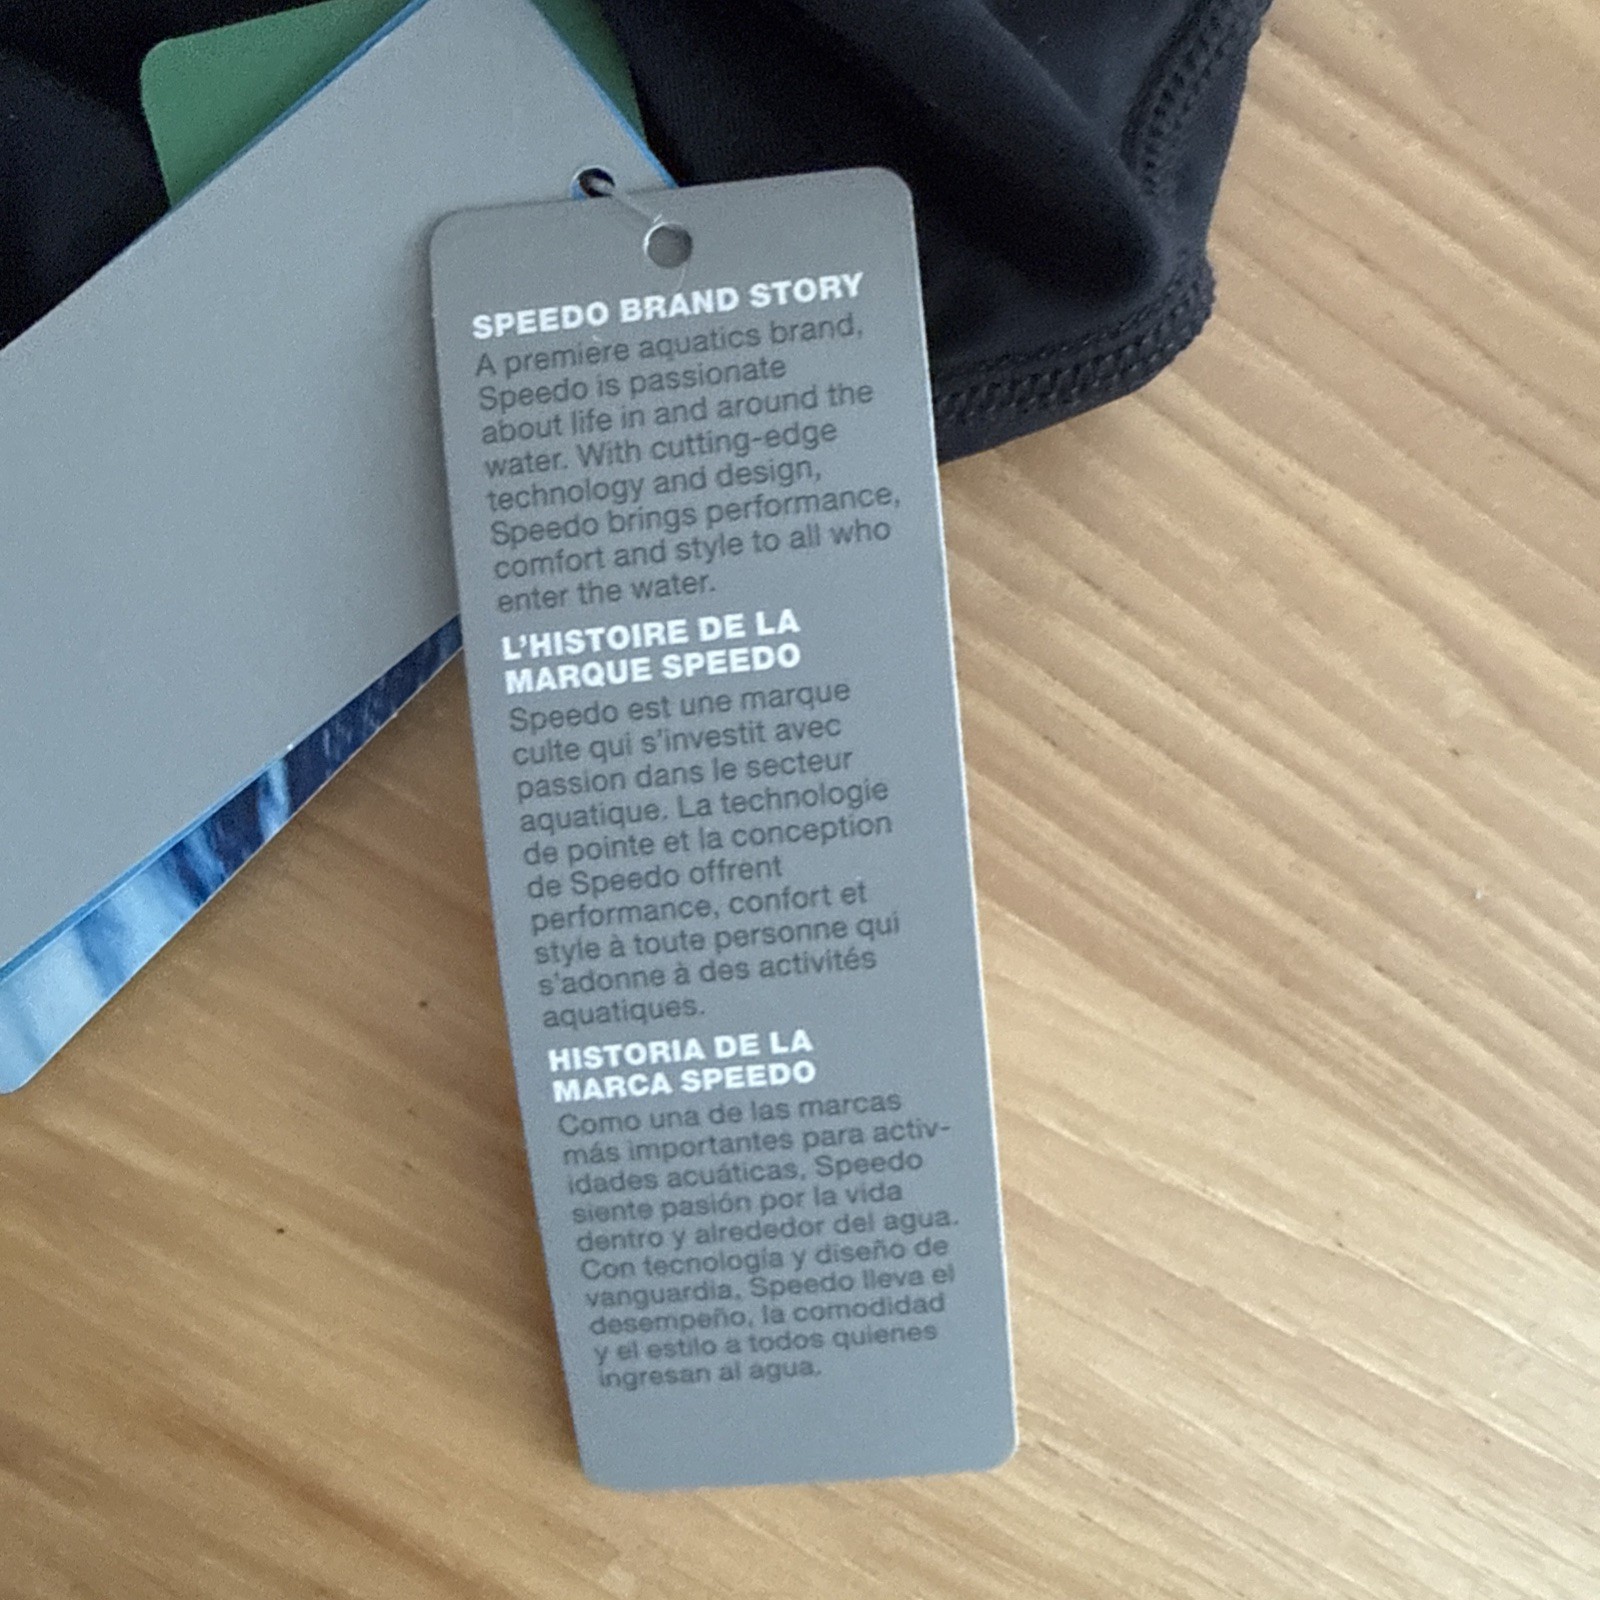 SPEEDO BRAND STORY
A premiere aquatics brand,
Speedo is passionate
about life in and around the
water. With cutting-edge
technology and design,
Speedo brings performance,
comfort and style to all who
enter the water.
L'HISTOIRE DE LA
MARQUE SPEEDO
Speedo est une marque
culte qui s'investit avec
passion dans le secteur
aquatique. La technologie
de pointe et la conception
de Speedo offrent
performance, confort et
style à toute personne qui
s'adonne à des activités
aquatiques.
HISTORIA DE LA
MARCA SPEEDO
Como una de las marcas
más importantes para activ-
idades acuáticas, Speedo
siente pasión por la vida
dentro y alrededor del agua.
Con tecnología y diseño de
vanguardia, Speedo lleva el
desempeño, la comodidad
y el estilo a todos quienes
ingresan al agua.